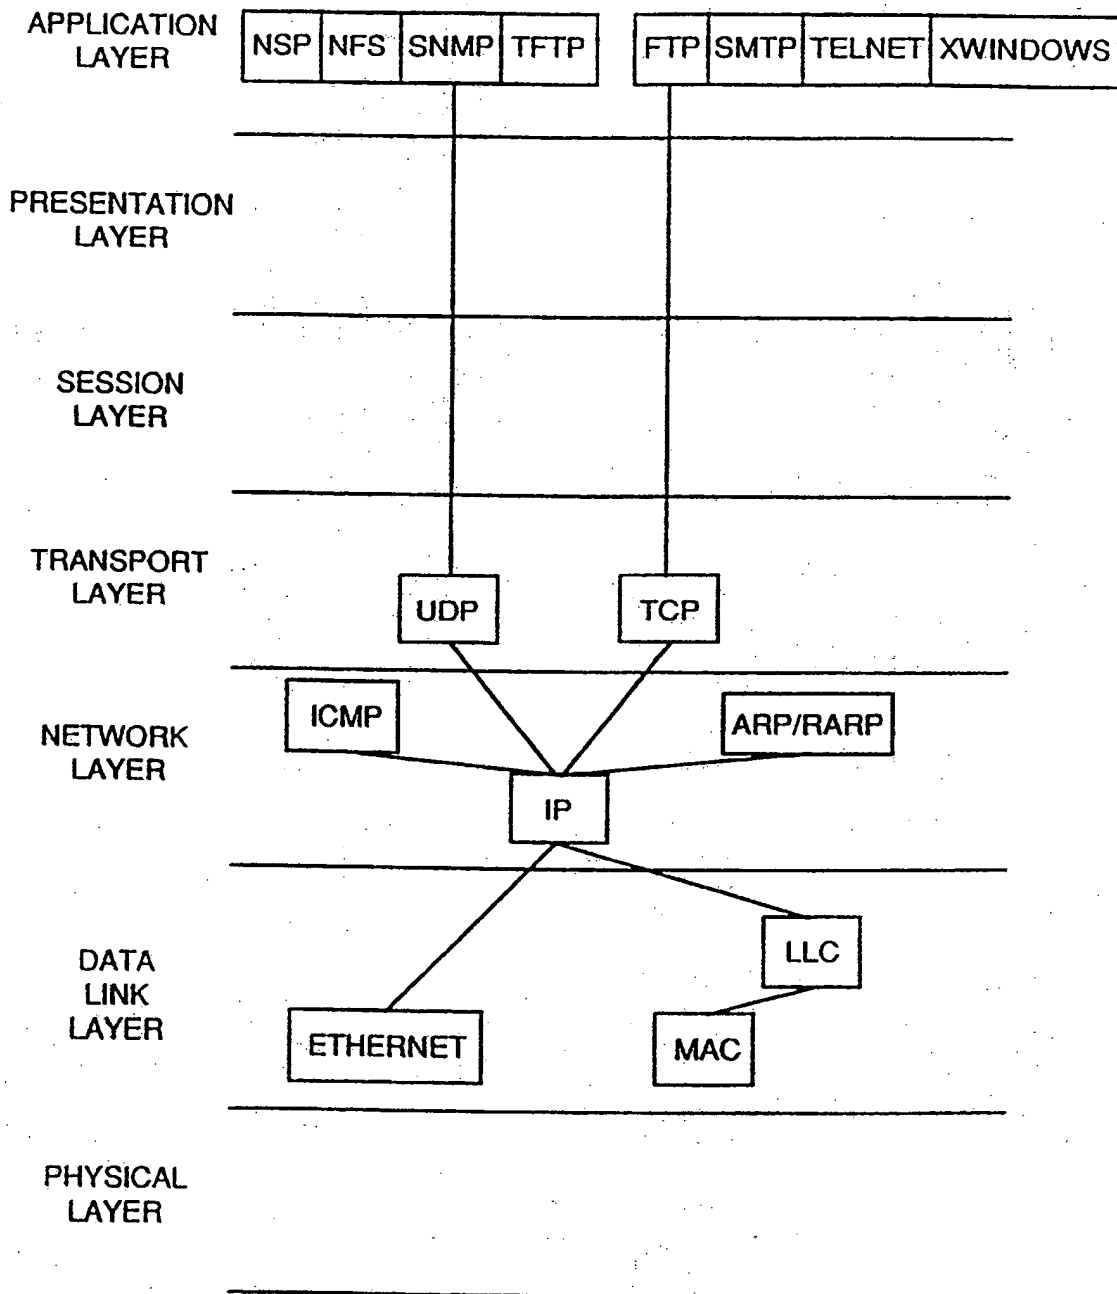 APPLICATION
LAYER
NSP NFS SNMP TFTP FTP SMTP TELNET XWINDOWS
PRESENTATION
LAYER
SESSION
LAYER
TRANSPORT
LAYER
UDP TCP
NETWORK
LAYER
ICMP ARP/RARP
IP
DATA
LINK
LAYER
LLC
ETHERNET MAC
PHYSICAL
LAYER